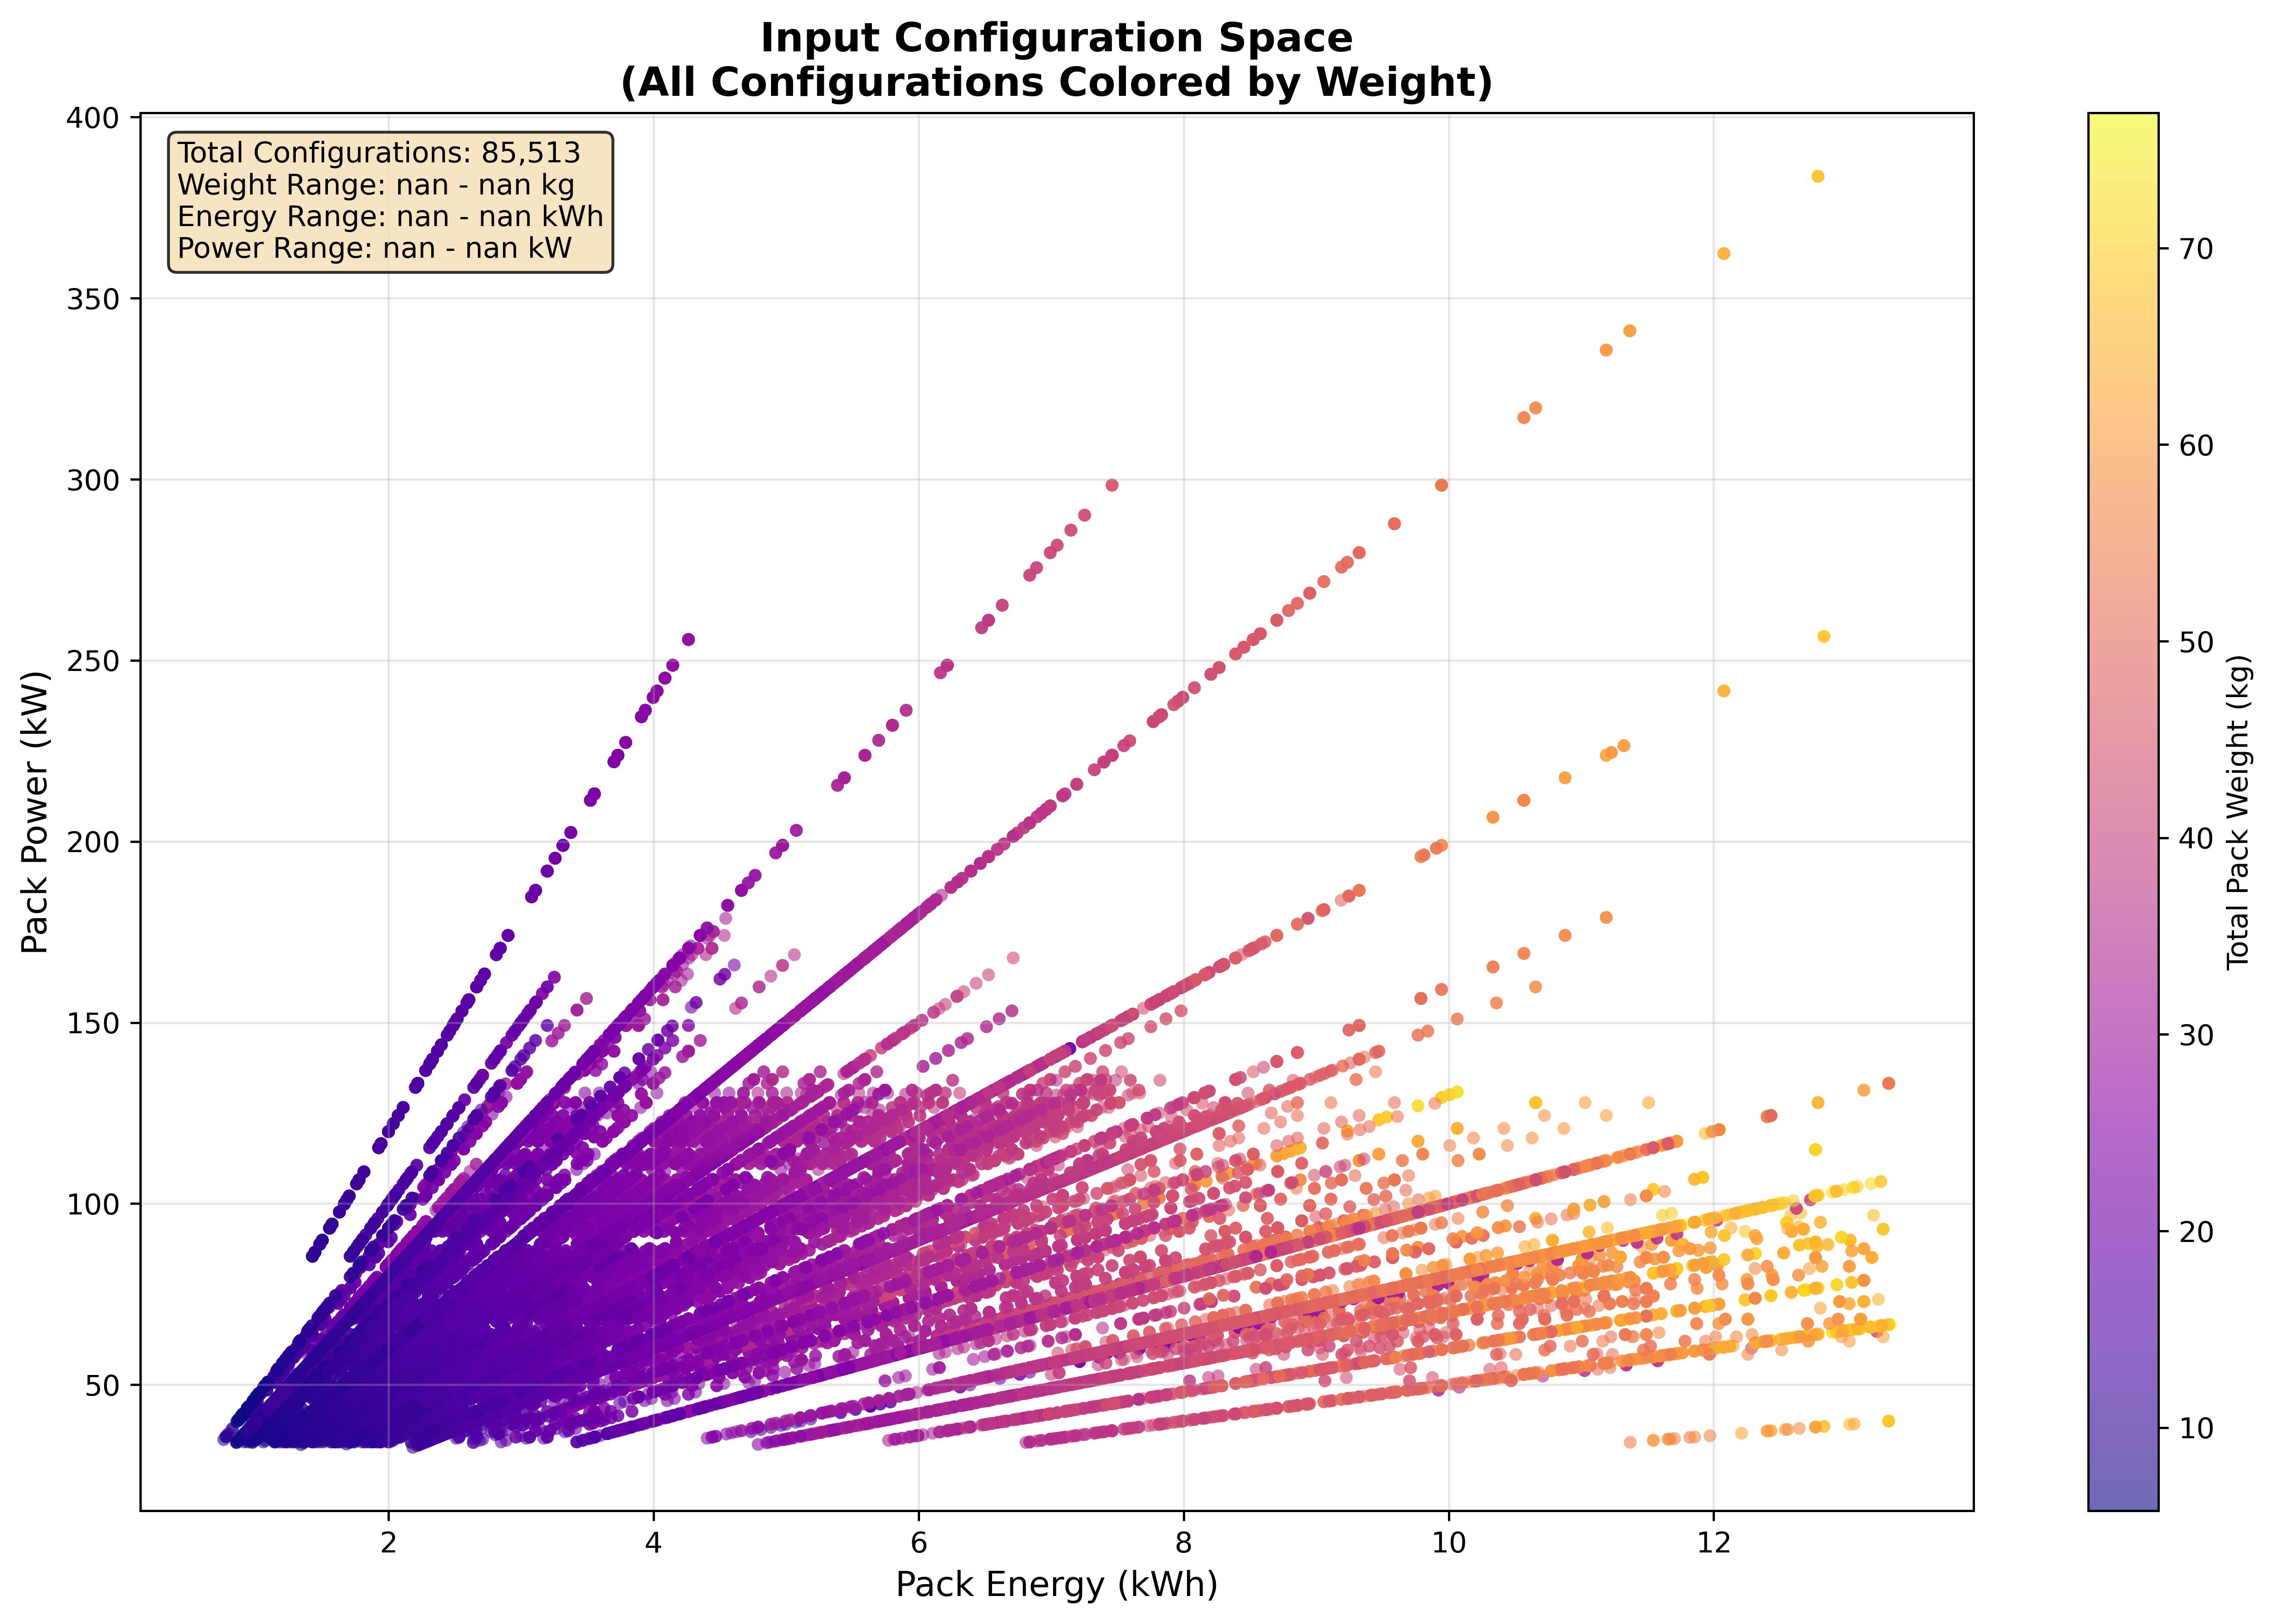 Input Configuration Space
(All Configurations Colored by Weight)
Total Configurations: 85,513
Weight Range: nan - nan kg
Energy Range: nan - nan kWh
Power Range: nan - nan kW
400
350
300
250
200
150
100
50
Pack Power (kW)
2
4
6
8
10
12
Pack Energy (kWh)
70
60
50
40
30
20
10
Total Pack Weight (kg)